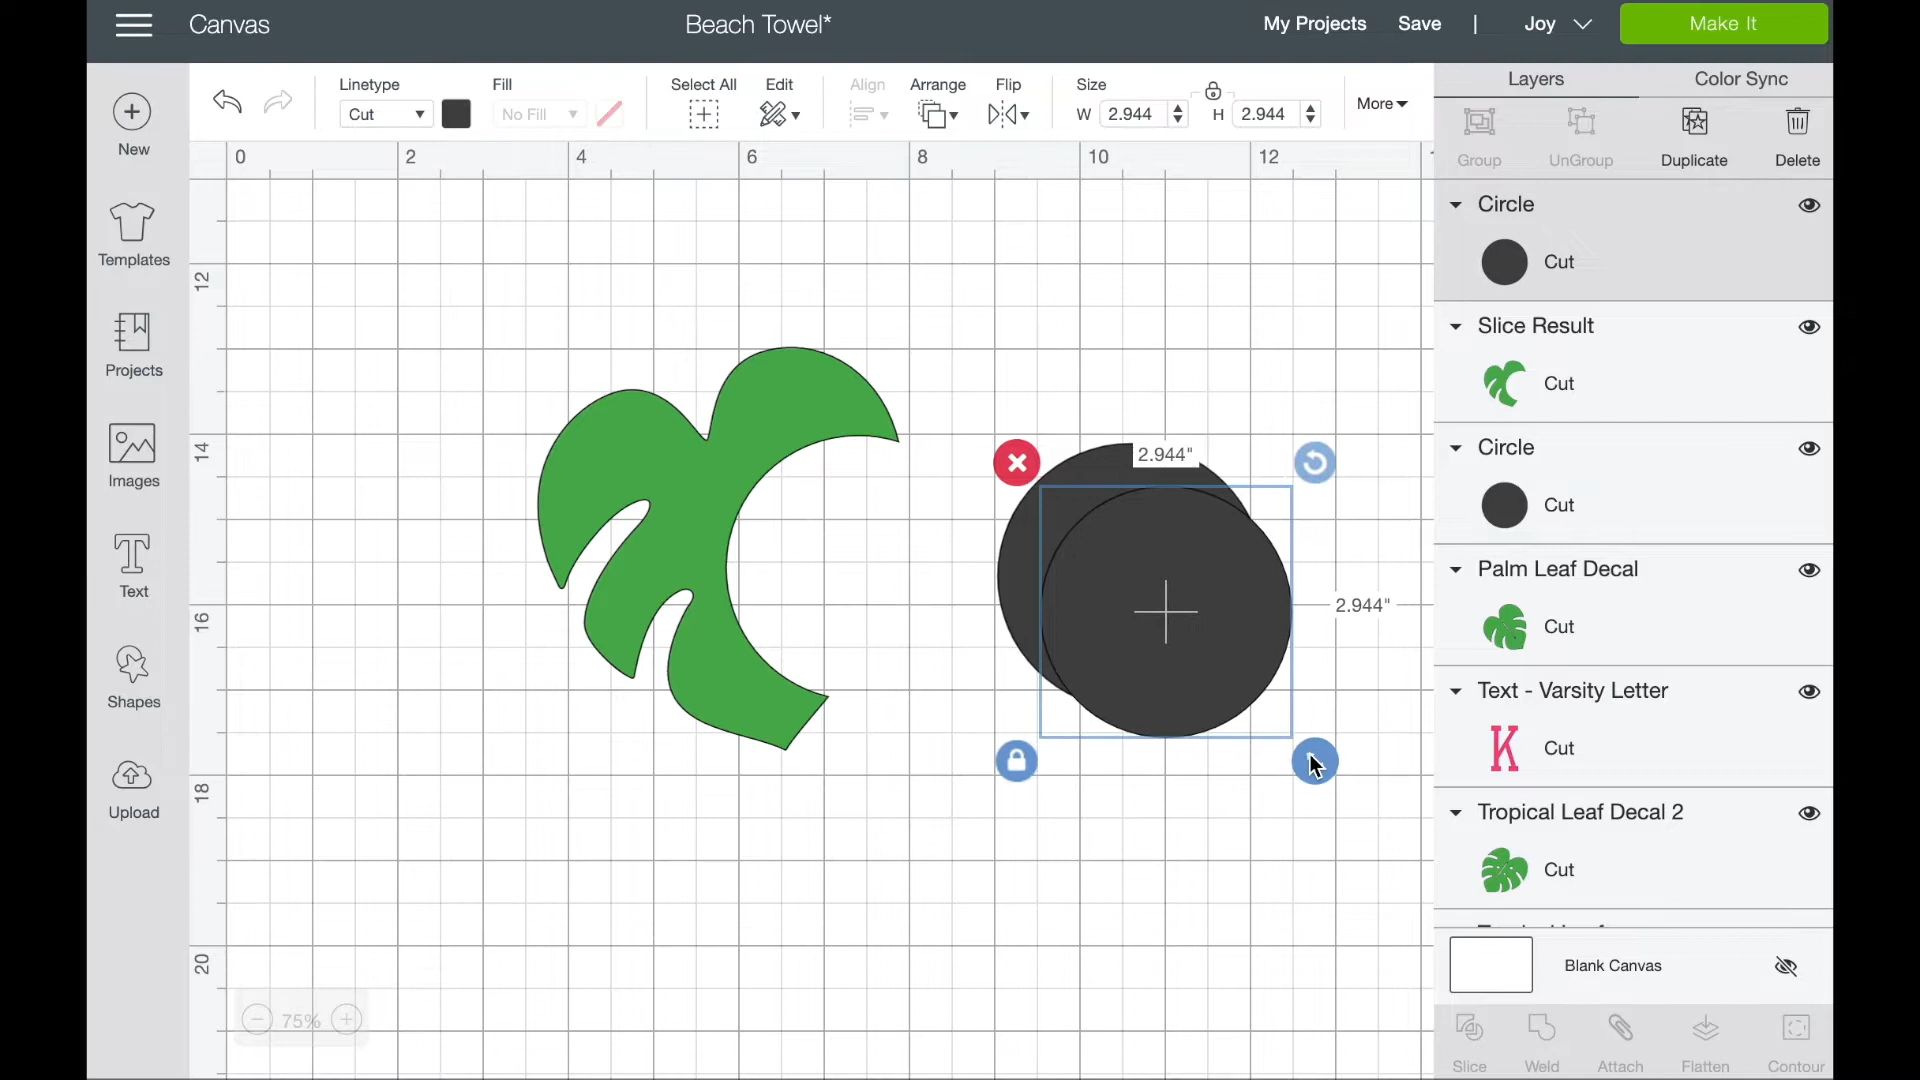 Canvas
Beach Towel*
My Projects Save | Joy Make It
Linetype Fill Select All Edit Align Arrange Flip Size
Cut No Fill W 2.944 H 2.944 More
Layers Color Sync
Group UnGroup Duplicate Delete
New
Templates
Projects
Images
Text
Shapes
Upload
0 2 4 6 8 10 12
12
14
16
18
20
2.944"
2.944"
75%
Circle
Cut
Slice Result
Cut
Circle
Cut
Palm Leaf Decal
Cut
Text - Varsity Letter
K Cut
Tropical Leaf Decal 2
Cut
Blank Canvas
Slice Weld Attach Flatten Contour